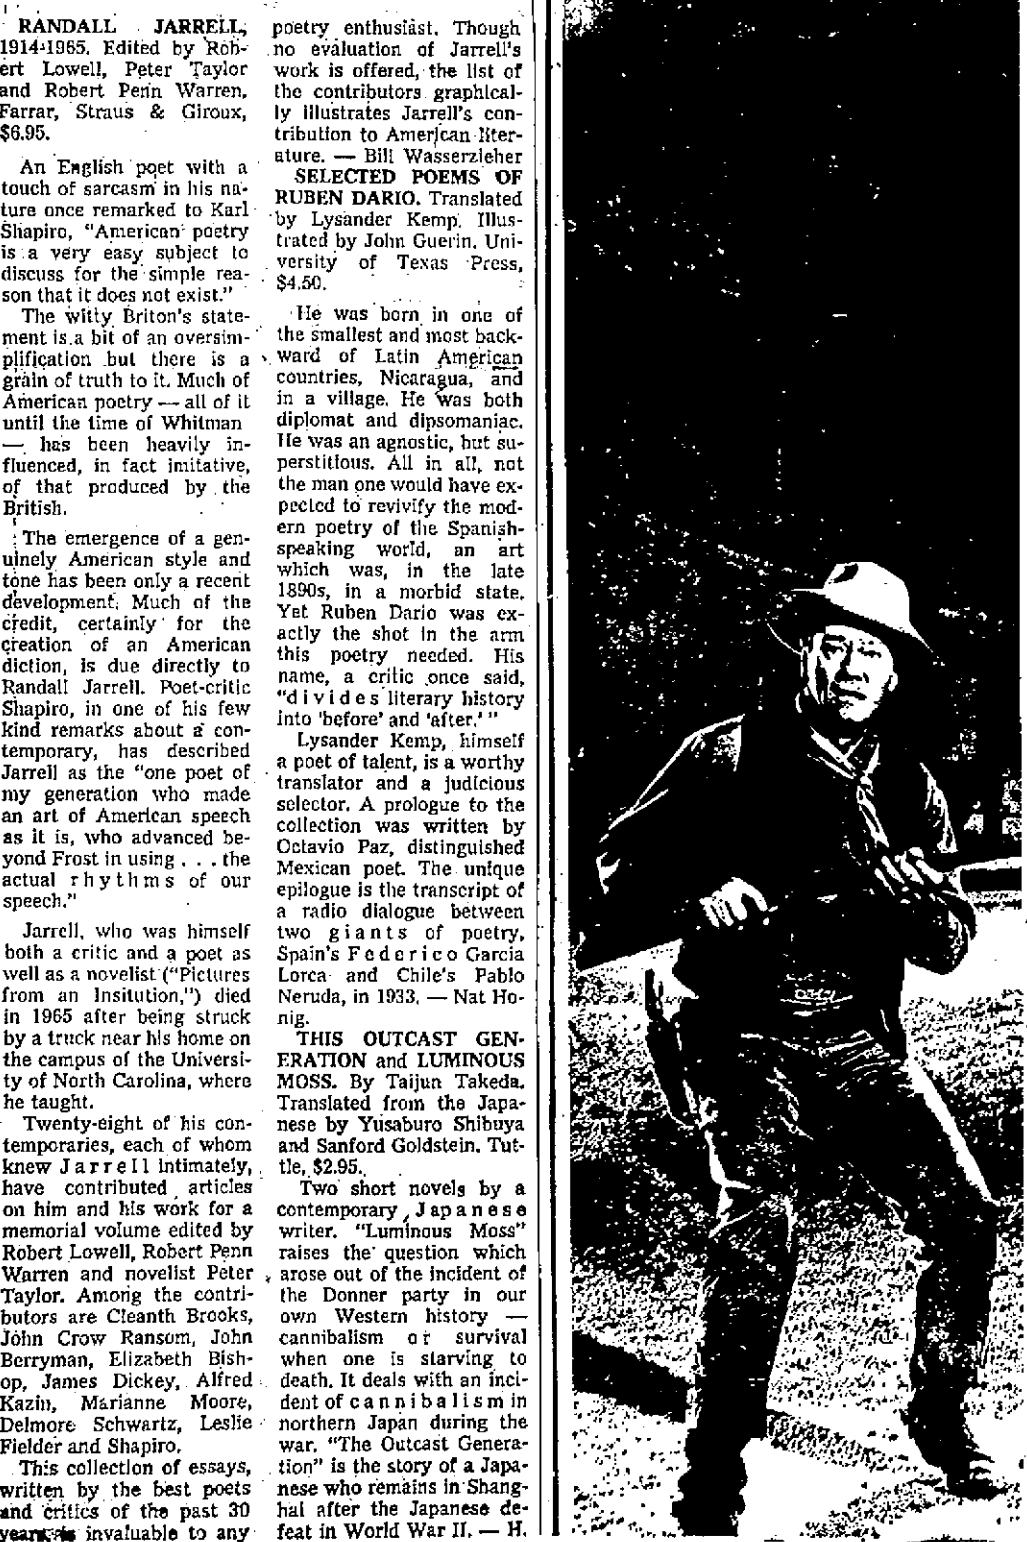 RANDALL JARRELL,
1914-1965. Edited by Rob-
ert Lowell, Peter Taylor
and Robert Penn Warren.
Farrar, Straus & Giroux,
$6.95.
An English poet with a
touch of sarcasm in his na-
ture once remarked to Karl
Shapiro, "American poetry
is a very easy subject to
discuss for the simple rea-
son that it does not exist."
The witty Briton's state-
ment is a bit of an oversim-
plification but there is a
grain of truth to it. Much of
American poetry — all of it
until the time of Whitman
— has been heavily in-
fluenced, in fact imitative,
of that produced by the
British.
The emergence of a gen-
uinely American style and
tone has been only a recent
development. Much of the
credit, certainly for the
creation of an American
diction, is due directly to
Randall Jarrell. Poet-critic
Shapiro, in one of his few
kind remarks about a con-
temporary, has described
Jarrell as the "one poet of
my generation who made
an art of American speech
as it is, who advanced be-
yond Frost in using . . . the
actual rhythms of our
speech."
Jarrell, who was himself
both a critic and a poet as
well as a novelist ("Pictures
from an Insitution,") died
in 1965 after being struck
by a truck near his home on
the campus of the Universi-
ty of North Carolina, where
he taught.
Twenty-eight of his con-
temporaries, each of whom
knew Jarrell intimately,
have contributed articles
on him and his work for a
memorial volume edited by
Robert Lowell, Robert Penn
Warren and novelist Peter
Taylor. Among the contri-
butors are Cleanth Brooks,
John Crow Ransom, John
Berryman, Elizabeth Bish-
op, James Dickey, Alfred
Kazin, Marianne Moore,
Delmore Schwartz, Leslie
Fielder and Shapiro.
This collection of essays,
written by the best poets
and critics of the past 30
years is invaluable to any
poetry enthusiast. Though
no evaluation of Jarrell's
work is offered, the list of
the contributors graphical-
ly illustrates Jarrell's con-
tribution to American liter-
ature. — Bill Wasserzieher
SELECTED POEMS OF
RUBEN DARIO. Translated
by Lysander Kemp. Illus-
trated by John Guerin. Uni-
versity of Texas Press,
$4.50.
He was born in one of
the smallest and most back-
ward of Latin American
countries, Nicaragua, and
in a village. He was both
diplomat and dipsomaniac.
He was an agnostic, but su-
perstitious. All in all, not
the man one would have ex-
pected to revivify the mod-
ern poetry of the Spanish-
speaking world, an art
which was, in the late
1890s, in a morbid state.
Yet Ruben Dario was ex-
actly the shot in the arm
this poetry needed. His
name, a critic once said,
"divides literary history
into 'before' and 'after.' "
Lysander Kemp, himself
a poet of talent, is a worthy
translator and a judicious
selector. A prologue to the
collection was written by
Octavio Paz, distinguished
Mexican poet. The unique
epilogue is the transcript of
a radio dialogue between
two giants of poetry,
Spain's Federico Garcia
Lorca and Chile's Pablo
Neruda, in 1933. — Nat Ho-
nig.
THIS OUTCAST GEN-
ERATION and LUMINOUS
MOSS. By Taijun Takeda.
Translated from the Japa-
nese by Yusaburo Shibuya
and Sanford Goldstein. Tut-
tle, $2.95.
Two short novels by a
contemporary Japanese
writer. "Luminous Moss"
raises the question which
arose out of the incident of
the Donner party in our
own Western history —
cannibalism or survival
when one is starving to
death. It deals with an inci-
dent of cannibalism in
northern Japan during the
war. "The Outcast Genera-
tion" is the story of a Japa-
nese who remains in Shang-
hai after the Japanese de-
feat in World War II. — H.